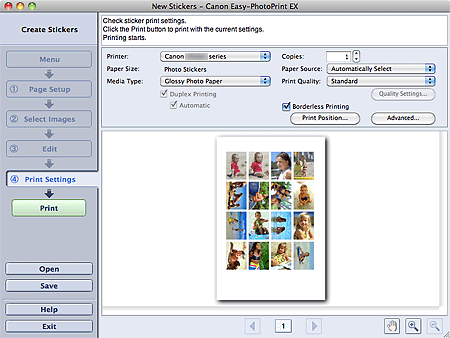 New Stickers – Canon Easy-PhotoPrint EX
Create Stickers
Menu
① Page Setup
② Select Images
③ Edit
④ Print Settings
Print
Open
Save
Help
Exit
Check sticker print settings.
Click the Print button to print with the current settings.
Printing starts.
Printer: Canon series
Copies: 1
Paper Size: Photo Stickers
Paper Source: Automatically Select
Media Type: Glossy Photo Paper
Print Quality: Standard
Duplex Printing
Quality Settings...
Automatic
Borderless Printing
Print Position...
Advanced...
1